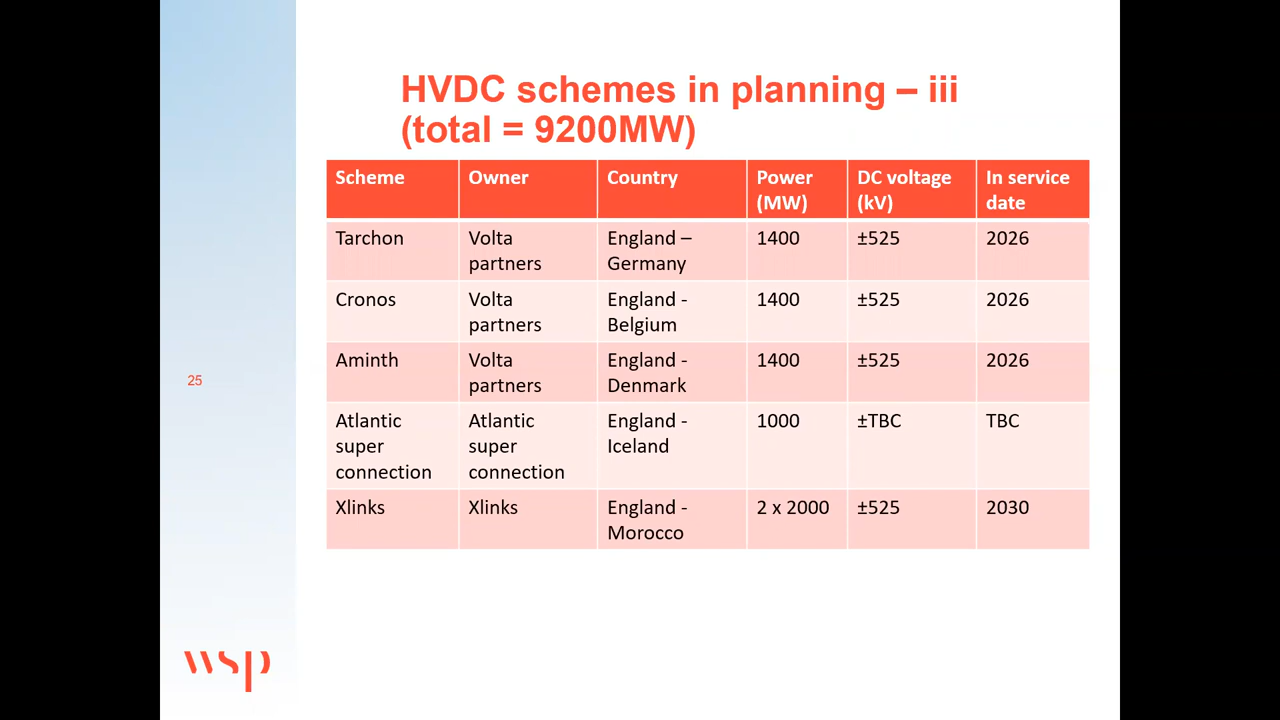 HVDC schemes in planning – iii
(total = 9200MW)
Scheme Owner Country Power (MW) DC voltage (kV) In service date
Tarchon Volta partners England – Germany 1400 ±525 2026
Cronos Volta partners England - Belgium 1400 ±525 2026
Aminth Volta partners England - Denmark 1400 ±525 2026
Atlantic super connection Atlantic super connection England - Iceland 1000 ±TBC TBC
Xlinks Xlinks England - Morocco 2 x 2000 ±525 2030
25
wsp